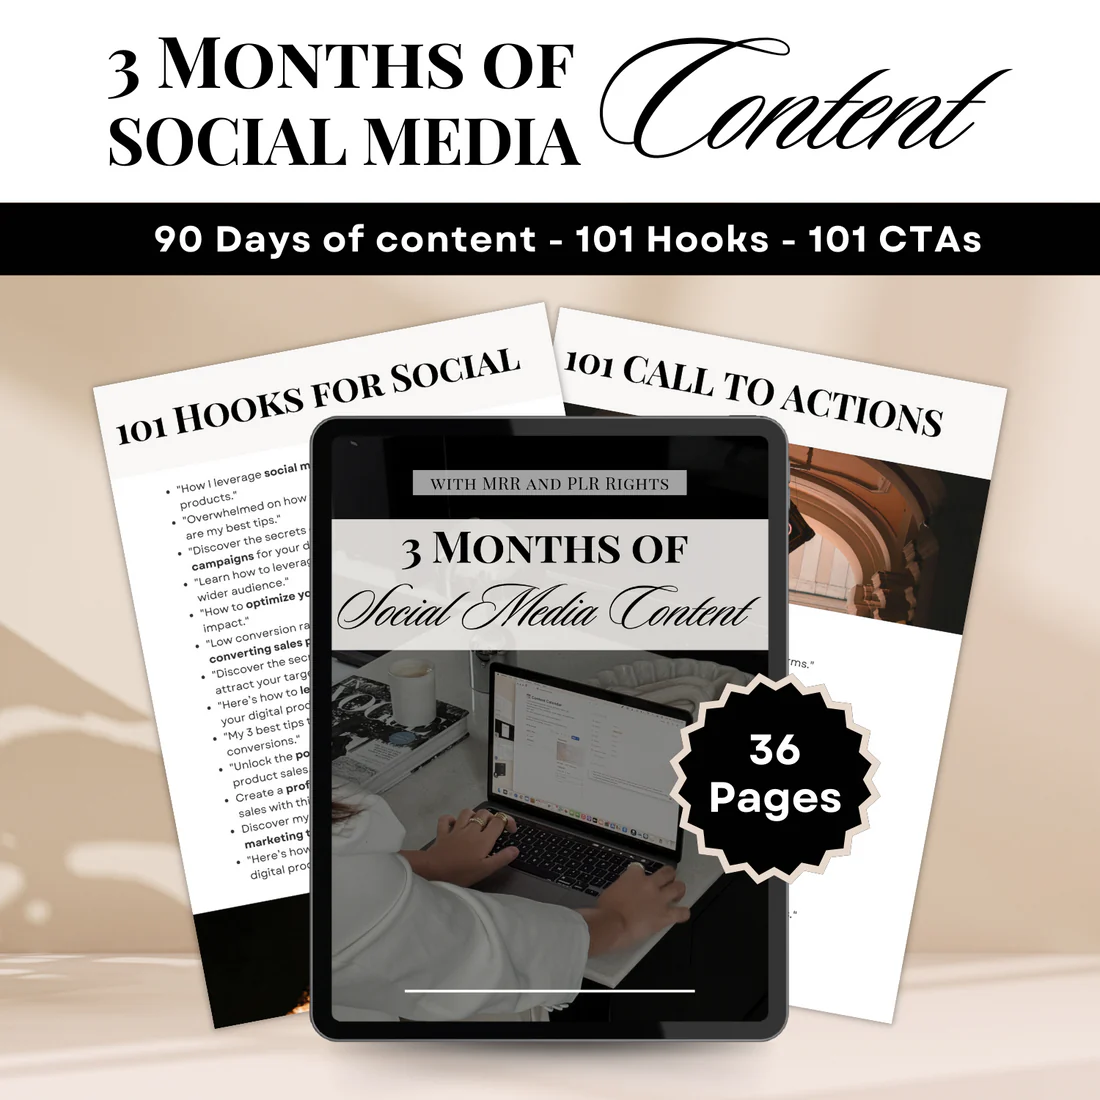 3 Months of
Social Media
Content
90 Days of content - 101 Hooks - 101 CTAs
101 Hooks for Social
"How I leverage social m
products."
"Overwhelmed on how
are my best tips."
"Discover the secrets
campaigns for your d
"Learn how to leverag
wider audience."
"How to optimize yo
impact."
"Low conversion ra
converting sales p
"Discover the secr
attract your targe
"Here's how to le
your digital proc
"My 3 best tips t
conversions."
"Unlock the po
product sales
Create a prof
sales with thi
Discover my
marketing t
"Here's how
digital proc
101 Call to Actions
rms."
."
with MRR and PLR Rights
3 Months of
Social Media Content
36
Pages